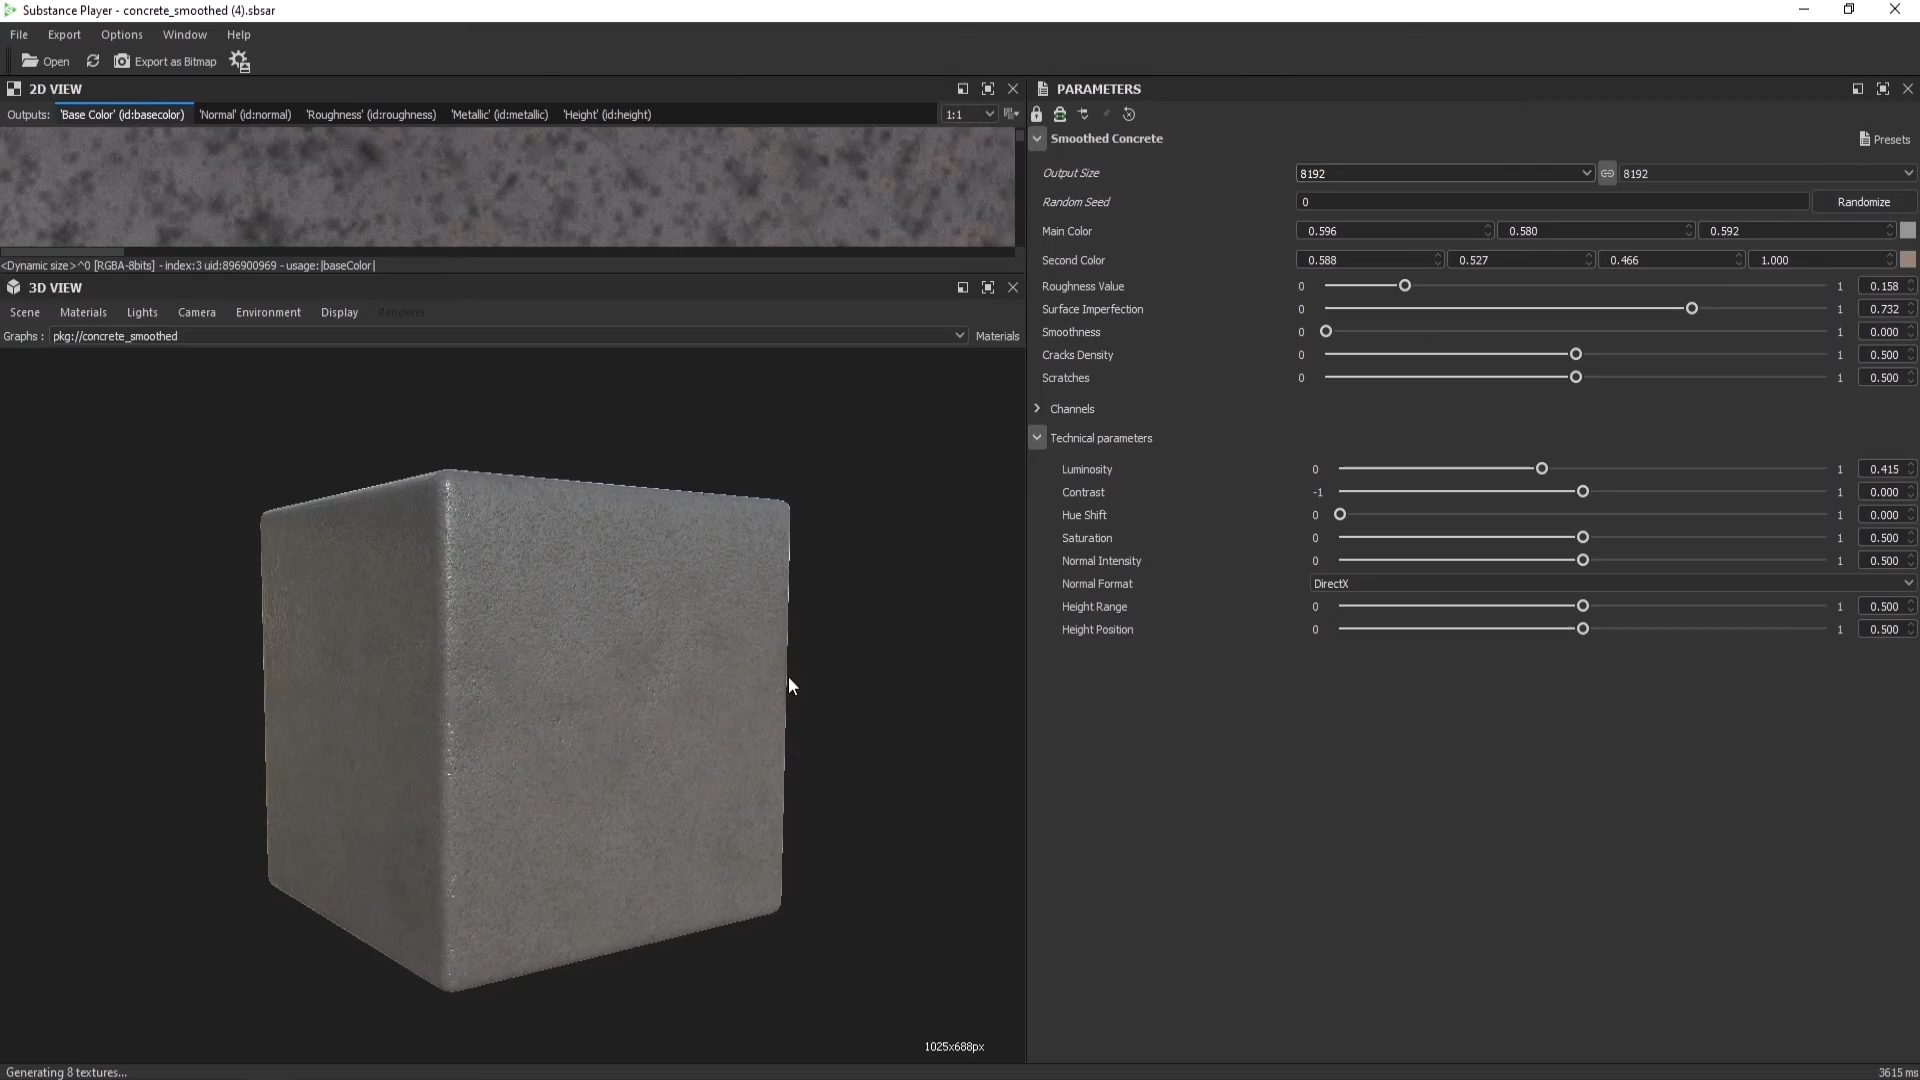 Substance Player - concrete_smoothed (4).sbsar
File Export Options Window Help
Open Export as Bitmap
2D VIEW
Outputs: 'Base Color' (id:basecolor) 'Normal' (id:normal) 'Roughness' (id:roughness) 'Metallic' (id:metallic) 'Height' (id:height) 1:1
<Dynamic size>^0 [RGBA-8bits] - index:3 uid:896900969 - usage:|baseColor|
3D VIEW
Scene Materials Lights Camera Environment Display Renderer
Graphs : pkg://concrete_smoothed Materials
1025x688px
PARAMETERS
Smoothed Concrete Presets
Output Size 8192 8192
Random Seed 0 Randomize
Main Color 0.596 0.580 0.592
Second Color 0.588 0.527 0.466 1.000
Roughness Value 0 1 0.158
Surface Imperfection 0 1 0.732
Smoothness 0 1 0.000
Cracks Density 0 1 0.500
Scratches 0 1 0.500
Channels
Technical parameters
Luminosity 0 1 0.415
Contrast -1 1 0.000
Hue Shift 0 1 0.000
Saturation 0 1 0.500
Normal Intensity 0 1 0.500
Normal Format DirectX
Height Range 0 1 0.500
Height Position 0 1 0.500
Generating 8 textures... 3615 ms